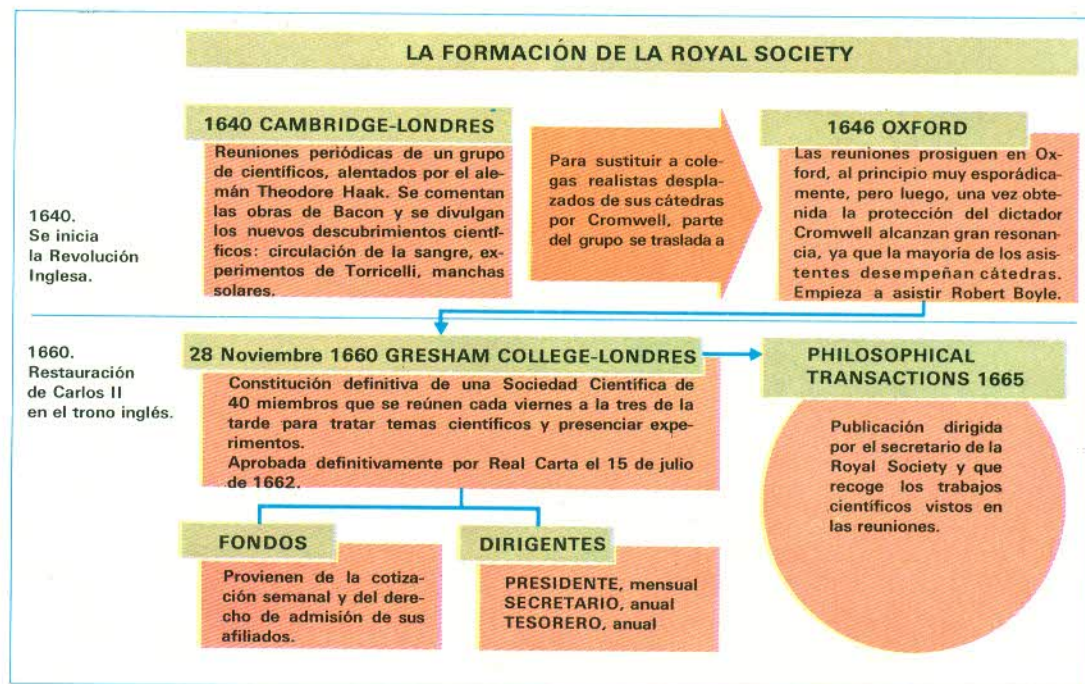 LA FORMACIÓN DE LA ROYAL SOCIETY
1640.
Se inicia
la Revolución
Inglesa.
1640 CAMBRIDGE-LONDRES
Reuniones periódicas de un grupo
de científicos, alentados por el ale-
mán Theodore Haak. Se comentan
las obras de Bacon y se divulgan
los nuevos descubrimientos cientí-
ficos: circulación de la sangre, ex-
perimentos de Torricelli, manchas
solares.
Para sustituir a cole-
gas realistas despla-
zados de sus cátedras
por Cromwell, parte
del grupo se traslada a
1646 OXFORD
Las reuniones prosiguen en Ox-
ford, al principio muy esporádica-
mente, pero luego, una vez obte-
nida la protección del dictador
Cromwell alcanzan gran resonan-
cia, ya que la mayoría de los asis-
tentes desempeñan cátedras.
Empieza a asistir Robert Boyle.
1660.
Restauración
de Carlos II
en el trono inglés.
28 Noviembre 1660 GRESHAM COLLEGE-LONDRES
Constitución definitiva de una Sociedad Científica de
40 miembros que se reúnen cada viernes a la tres de la
tarde para tratar temas científicos y presenciar expe-
rimentos.
Aprobada definitivamente por Real Carta el 15 de julio
de 1662.
PHILOSOPHICAL
TRANSACTIONS 1665
Publicación dirigida
por el secretario de la
Royal Society y que
recoge los trabajos
científicos vistos en
las reuniones.
FONDOS
Provienen de la cotiza-
ción semanal y del dere-
cho de admisión de sus
afiliados.
DIRIGENTES
PRESIDENTE, mensual
SECRETARIO, anual
TESORERO, anual